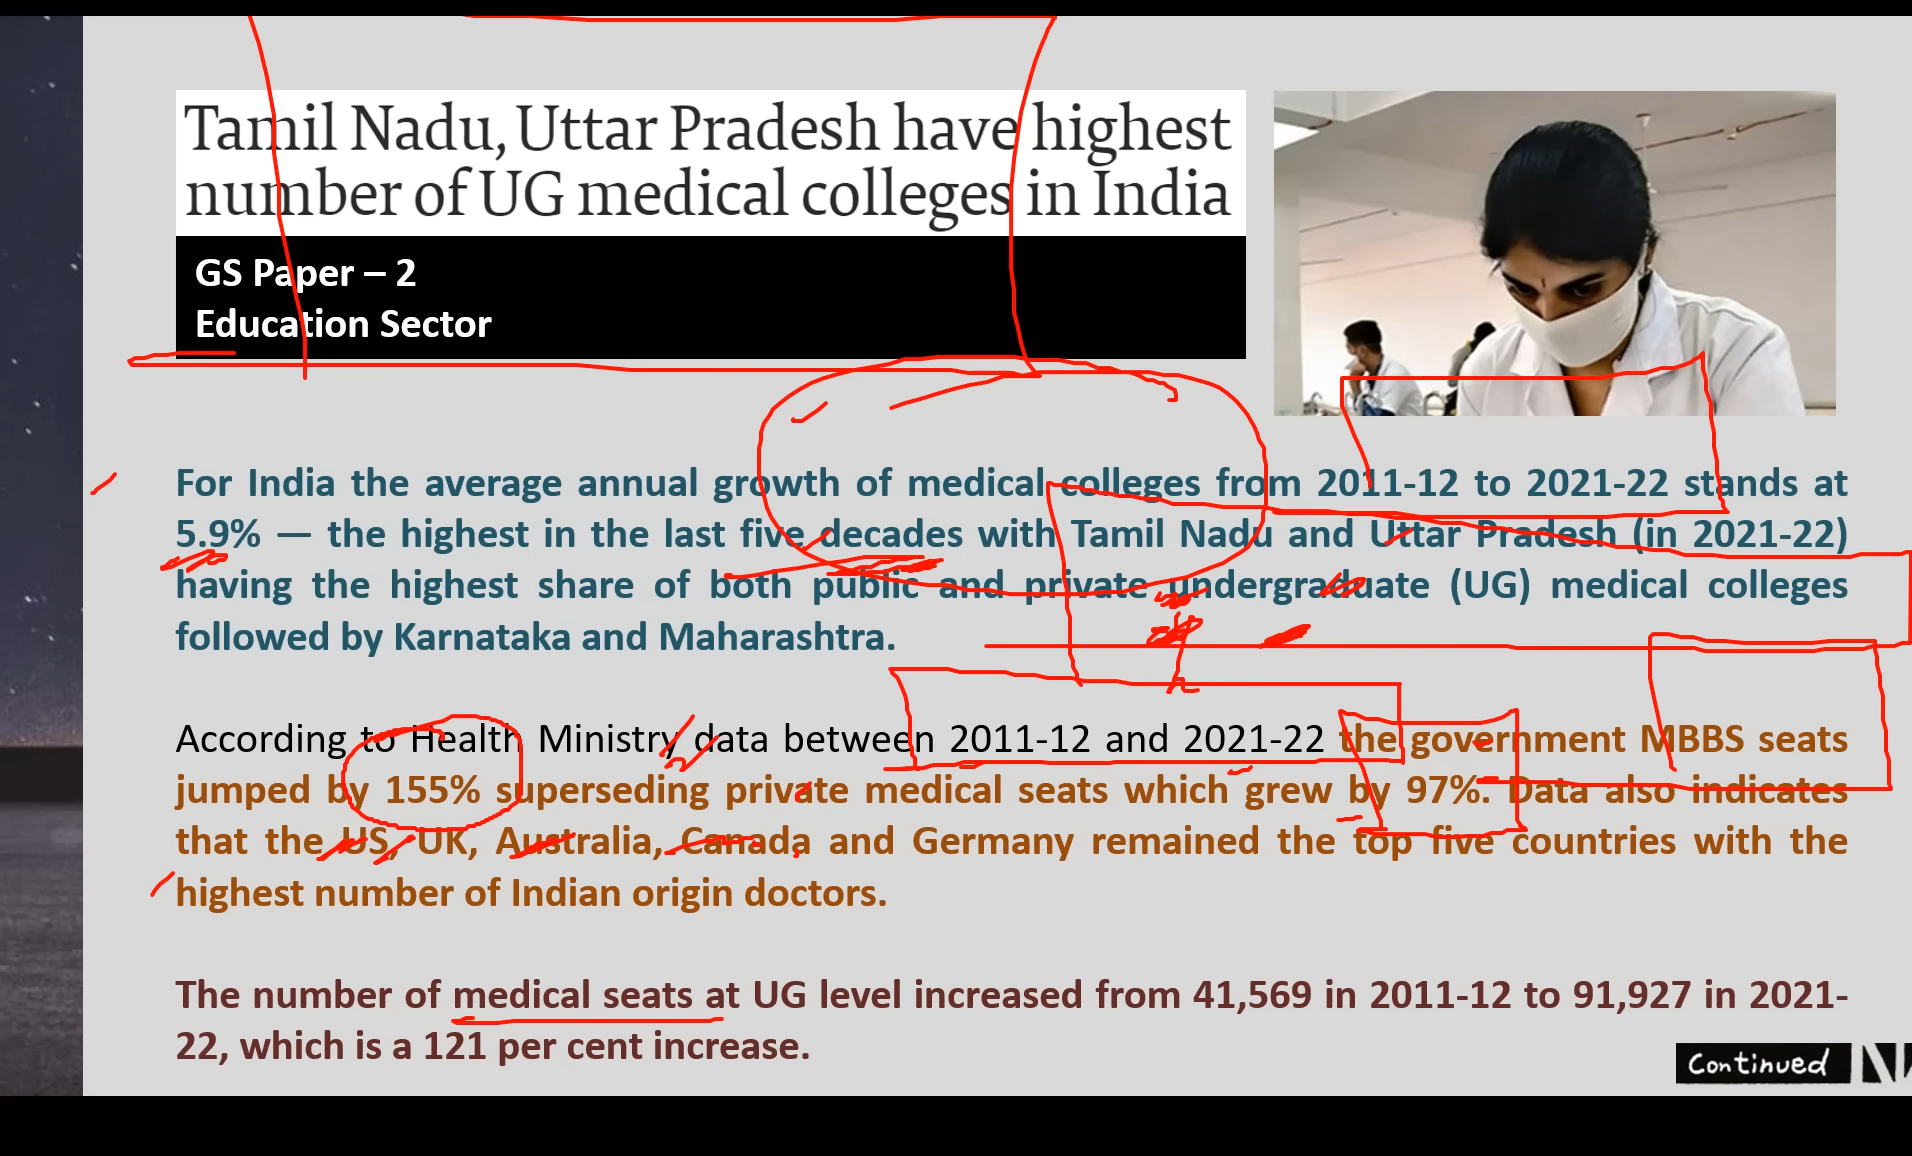 Tamil Nadu, Uttar Pradesh have highest
number of UG medical colleges in India
GS Paper – 2
Education Sector
For India the average annual growth of medical colleges from 2011-12 to 2021-22 stands at
5.9% — the highest in the last five decades with Tamil Nadu and Uttar Pradesh (in 2021-22)
having the highest share of both public and private undergraduate (UG) medical colleges
followed by Karnataka and Maharashtra.
According to Health Ministry data between 2011-12 and 2021-22 the government MBBS seats
jumped by 155% superseding private medical seats which grew by 97%. Data also indicates
that the US, UK, Australia, Canada and Germany remained the top five countries with the
highest number of Indian origin doctors.
The number of medical seats at UG level increased from 41,569 in 2011-12 to 91,927 in 2021-
22, which is a 121 per cent increase.
Continued